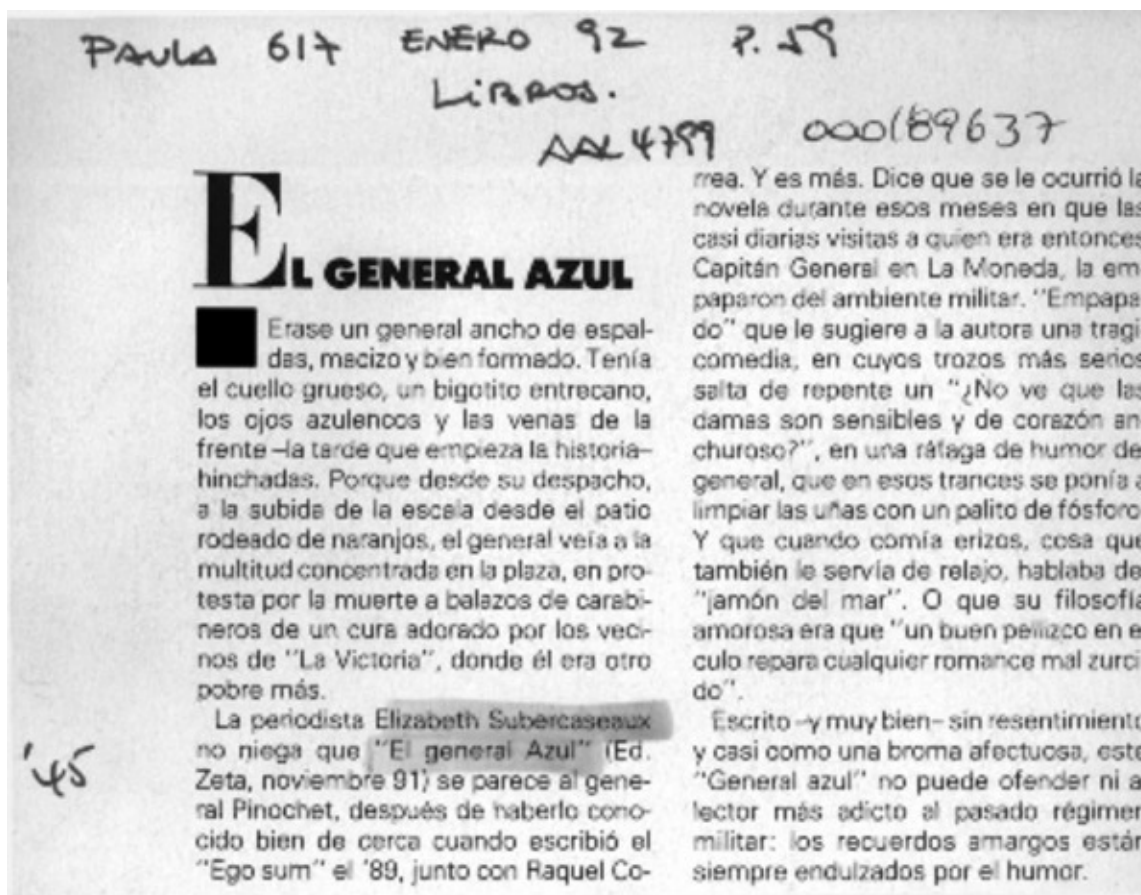 PAULA 617 ENERO 92 P. 59
LIBROS.
AAL 4799 000189637
EL GENERAL AZUL
Erase un general ancho de espal-
das, macizo y bien formado. Tenía
el cuello grueso, un bigotito entrecano,
los ojos azulencos y las venas de la
frente —la tarde que empieza la historia—
hinchadas. Porque desde su despacho,
a la subida de la escala desde el patio
rodeado de naranjos, el general veía a la
multitud concentrada en la plaza, en pro-
testa por la muerte a balazos de carabi-
neros de un cura adorado por los veci-
nos de "La Victoria", donde él era otro
pobre más.
La periodista Elizabeth Subercaseaux
no niega que "El general Azul" (Ed.
Zeta, noviembre 91) se parece al gene-
ral Pinochet, después de haberlo cono-
cido bien de cerca cuando escribió el
"Ego sum" el '89, junto con Raquel Co-
rrea. Y es más. Dice que se le ocurrió la
novela durante esos meses en que las
casi diarias visitas a quien era entonces
Capitán General en La Moneda, la em
paparon del ambiente militar. "Empapa
do" que le sugiere a la autora una tragi
comedia, en cuyos trozos más serios
salta de repente un "¿No ve que las
damas son sensibles y de corazón an
churoso?", en una ráfaga de humor de
general, que en esos trances se ponía a
limpiar las uñas con un palito de fósforo
Y que cuando comía erizos, cosa que
también le servía de relajo, hablaba de
"jamón del mar". O que su filosofía
amorosa era que "un buen pellizco en e
culo repara cualquier romance mal zurci
do".
Escrito —y muy bien— sin resentimiento
y casi como una broma afectuosa, este
"General azul" no puede ofender ni a
lector más adicto al pasado régimen
militar: los recuerdos amargos están
siempre endulzados por el humor.
'45